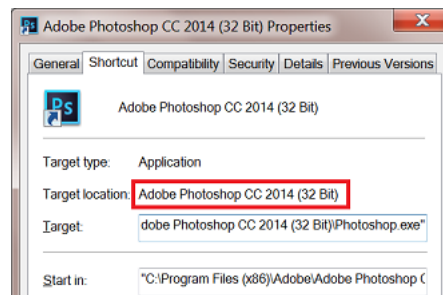 Adobe Photoshop CC 2014 (32 Bit) Properties
General Shortcut Compatibility Security Details Previous Versions
Ps
Adobe Photoshop CC 2014 (32 Bit)
Target type: Application
Target location: Adobe Photoshop CC 2014 (32 Bit)
Target: dobe Photoshop CC 2014 (32 Bit)\Photoshop.exe"
Start in: "C:\Program Files (x86)\Adobe\Adobe Photoshop C